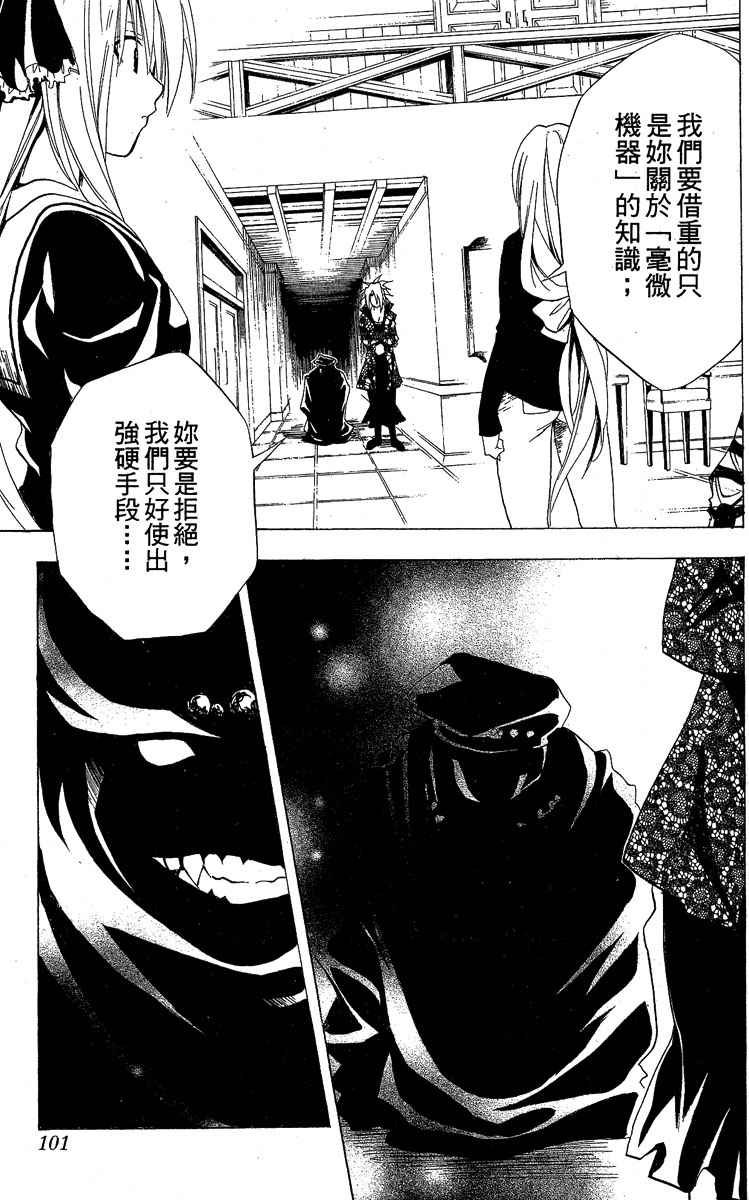 我們要借重的只
是妳關於「毫微
機器」的知識；
妳要是拒絕，
我們只好使出
強硬手段……
101